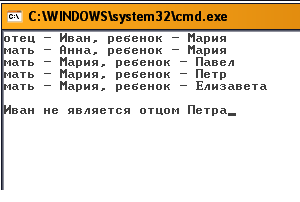 C:\WINDOWS\system32\cmd.exe
отец - Иван, ребенок - Мария
мать - Анна, ребенок - Мария
мать - Мария, ребенок - Павел
мать - Мария, ребенок - Петр
мать - Мария, ребенок - Елизавета
Иван не является отцом Петра_